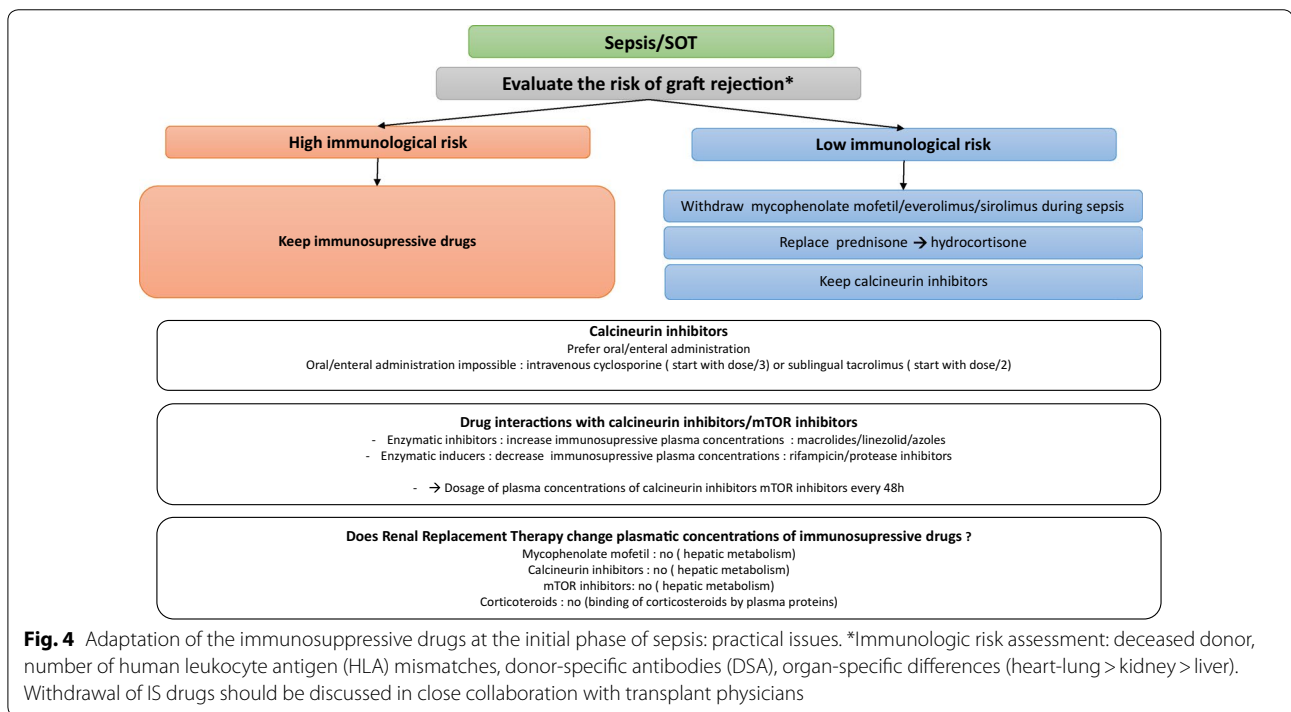 Sepsis/SOT
Evaluate the risk of graft rejection*
High immunological risk
Low immunological risk
Keep immunosupressive drugs
Withdraw mycophenolate mofetil/everolimus/sirolimus during sepsis
Replace prednisone → hydrocortisone
Keep calcineurin inhibitors
Calcineurin inhibitors
Prefer oral/enteral administration
Oral/enteral administration impossible : intravenous cyclosporine ( start with dose/3) or sublingual tacrolimus ( start with dose/2)
Drug interactions with calcineurin inhibitors/mTOR inhibitors
- Enzymatic inhibitors : increase immunosupressive plasma concentrations : macrolides/linezolid/azoles
- Enzymatic inducers : decrease immunosupressive plasma concentrations : rifampicin/protease inhibitors
- → Dosage of plasma concentrations of calcineurin inhibitors mTOR inhibitors every 48h
Does Renal Replacement Therapy change plasmatic concentrations of immunosupressive drugs ?
Mycophenolate mofetil : no ( hepatic metabolism)
Calcineurin inhibitors : no ( hepatic metabolism)
mTOR inhibitors: no ( hepatic metabolism)
Corticoteroids : no (binding of corticosteroids by plasma proteins)
Fig. 4 Adaptation of the immunosuppressive drugs at the initial phase of sepsis: practical issues. *Immunologic risk assessment: deceased donor,
number of human leukocyte antigen (HLA) mismatches, donor-specific antibodies (DSA), organ-specific differences (heart-lung > kidney > liver).
Withdrawal of IS drugs should be discussed in close collaboration with transplant physicians